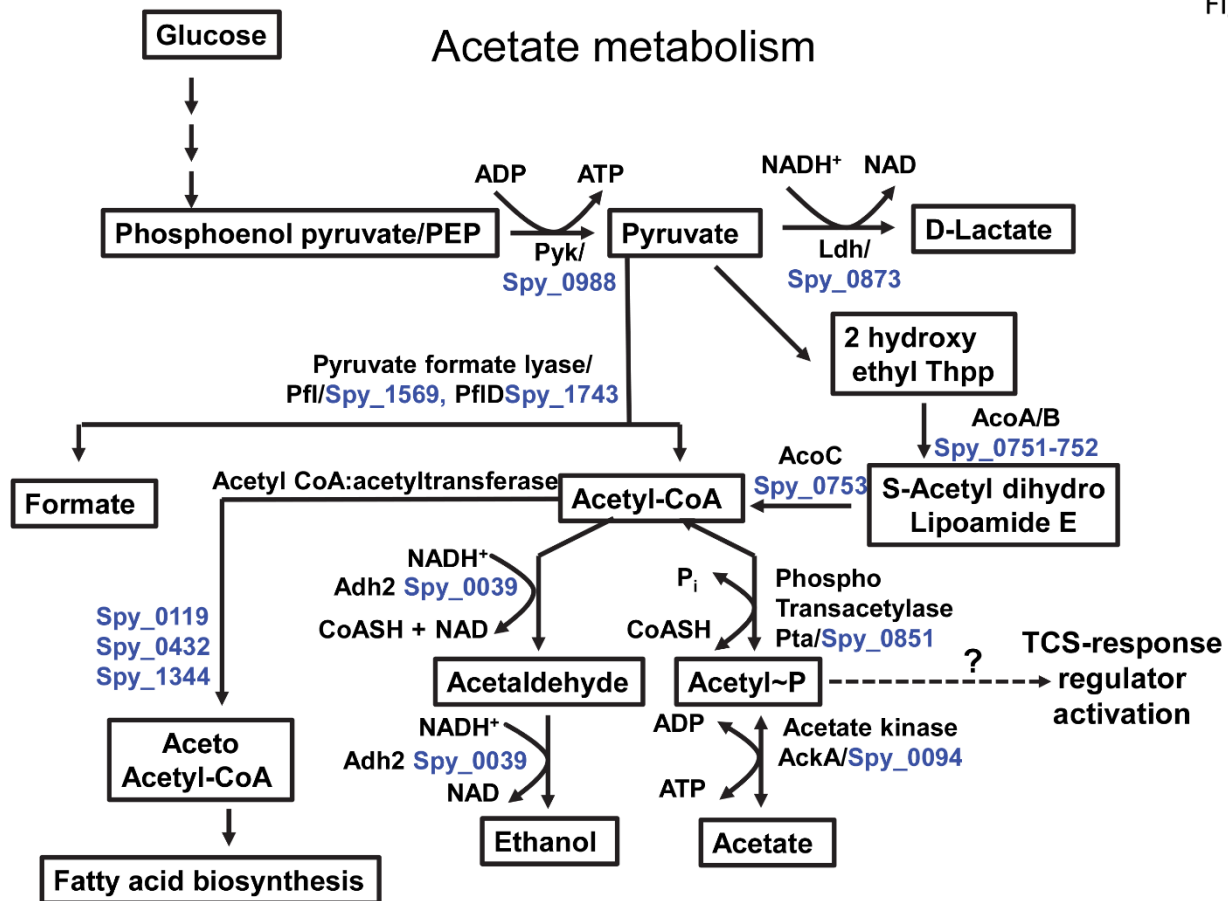 FI
Glucose
Acetate metabolism
ADP
ATP
NADH⁺
NAD
Phosphoenol pyruvate/PEP
Pyruvate
D-Lactate
Pyk/
Spy_0988
Ldh/
Spy_0873
2 hydroxy
ethyl Thpp
Pyruvate formate lyase/
Pfl/Spy_1569, PflDSpy_1743
AcoA/B
Spy_0751-752
AcoC
Spy_0753
Formate
Acetyl CoA:acetyltransferase
Acetyl-CoA
S-Acetyl dihydro
Lipoamide E
NADH⁺
Adh2 Spy_0039
CoASH + NAD
Pᵢ
CoASH
Phospho
Transacetylase
Pta/Spy_0851
Spy_0119
Spy_0432
Spy_1344
Acetaldehyde
Acetyl~P
?
TCS-response
regulator
activation
NADH⁺
Adh2 Spy_0039
NAD
ADP
ATP
Acetate kinase
AckA/Spy_0094
Aceto
Acetyl-CoA
Ethanol
Acetate
Fatty acid biosynthesis